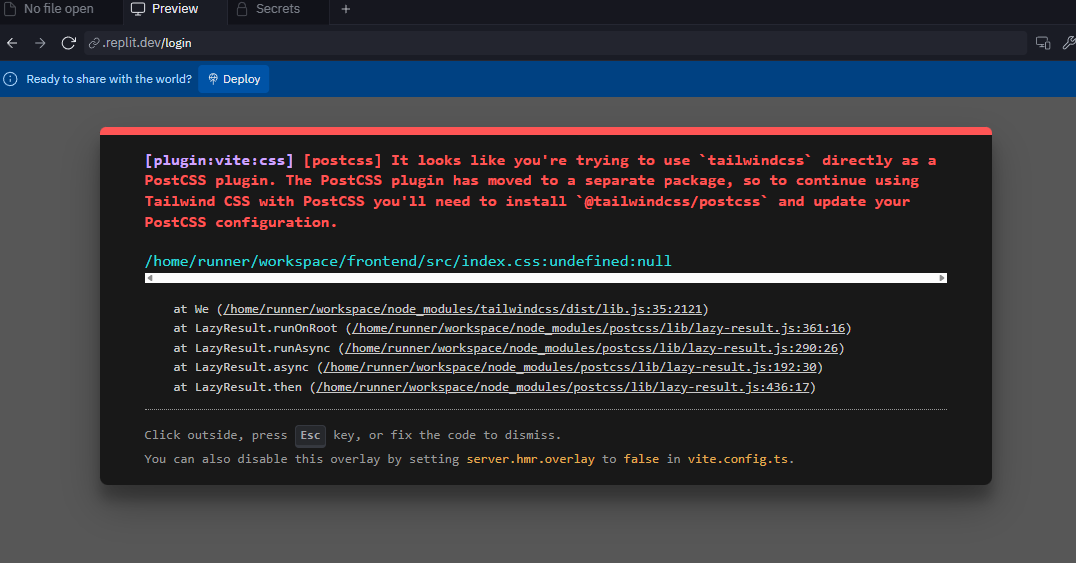 No file open Preview Secrets
.replit.dev/login
Ready to share with the world? Deploy
[plugin:vite:css] [postcss] It looks like you're trying to use `tailwindcss` directly as a
PostCSS plugin. The PostCSS plugin has moved to a separate package, so to continue using
Tailwind CSS with PostCSS you'll need to install `@tailwindcss/postcss` and update your
PostCSS configuration.
/home/runner/workspace/frontend/src/index.css:undefined:null
at We (/home/runner/workspace/node_modules/tailwindcss/dist/lib.js:35:2121)
at LazyResult.runOnRoot (/home/runner/workspace/node_modules/postcss/lib/lazy-result.js:361:16)
at LazyResult.runAsync (/home/runner/workspace/node_modules/postcss/lib/lazy-result.js:290:26)
at LazyResult.async (/home/runner/workspace/node_modules/postcss/lib/lazy-result.js:192:30)
at LazyResult.then (/home/runner/workspace/node_modules/postcss/lib/lazy-result.js:436:17)
Click outside, press Esc key, or fix the code to dismiss.
You can also disable this overlay by setting server.hmr.overlay to false in vite.config.ts.